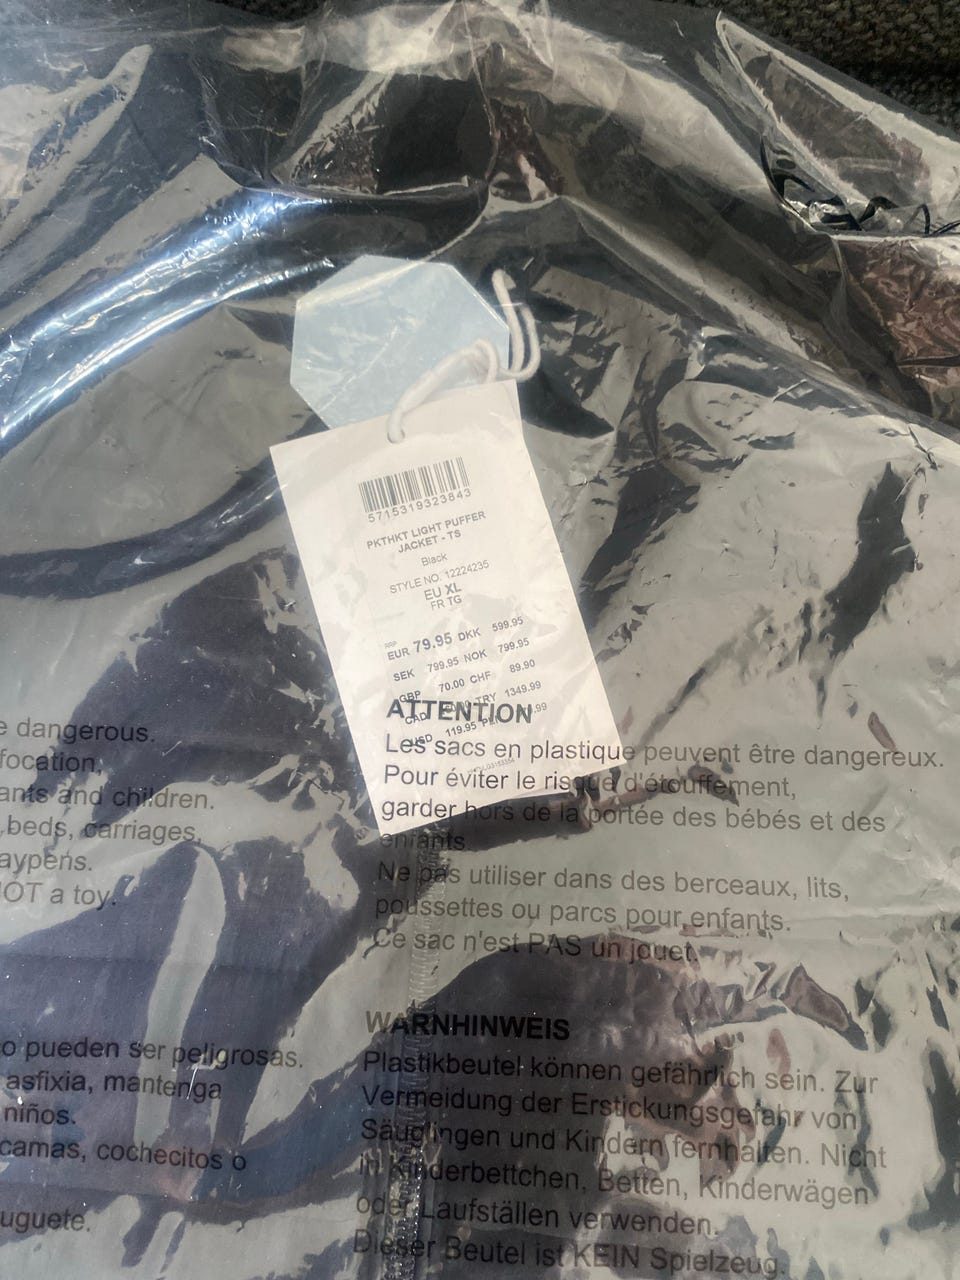 5715319323843
PKTHKT LIGHT PUFFER
JACKET - TS
Black
STYLE NO. 12224235
EU XL
FR TG
RRP
EUR 79.95 DKK 599.95
SEK 799.95 NOK 799.95
GBP 70.00 CHF 89.90
CAD TRY 1349.99
USD 119.95
e dangerous.
focation,
ants and children.
beds, carriages,
aypens.
NOT a toy.
ATTENTION
Les sacs en plastique peuvent être dangereux.
Pour éviter le risque d'étouffement,
garder hors de la portée des bébés et des
enfants.
Ne pas utiliser dans des berceaux, lits,
poussettes ou parcs pour enfants.
Ce sac n'est PAS un jouet.
o pueden ser peligrosas.
asfixia, mantenga
niños.
camas, cochecitos o
uguete.
WARNHINWEIS
Plastikbeutel können gefährlich sein. Zur
Vermeidung der Erstickungsgefahr von
Säuglingen und Kindern fernhalten. Nicht
in Kinderbettchen, Betten, Kinderwägen
oder Laufställen verwenden.
Dieser Beutel ist KEIN Spielzeug.